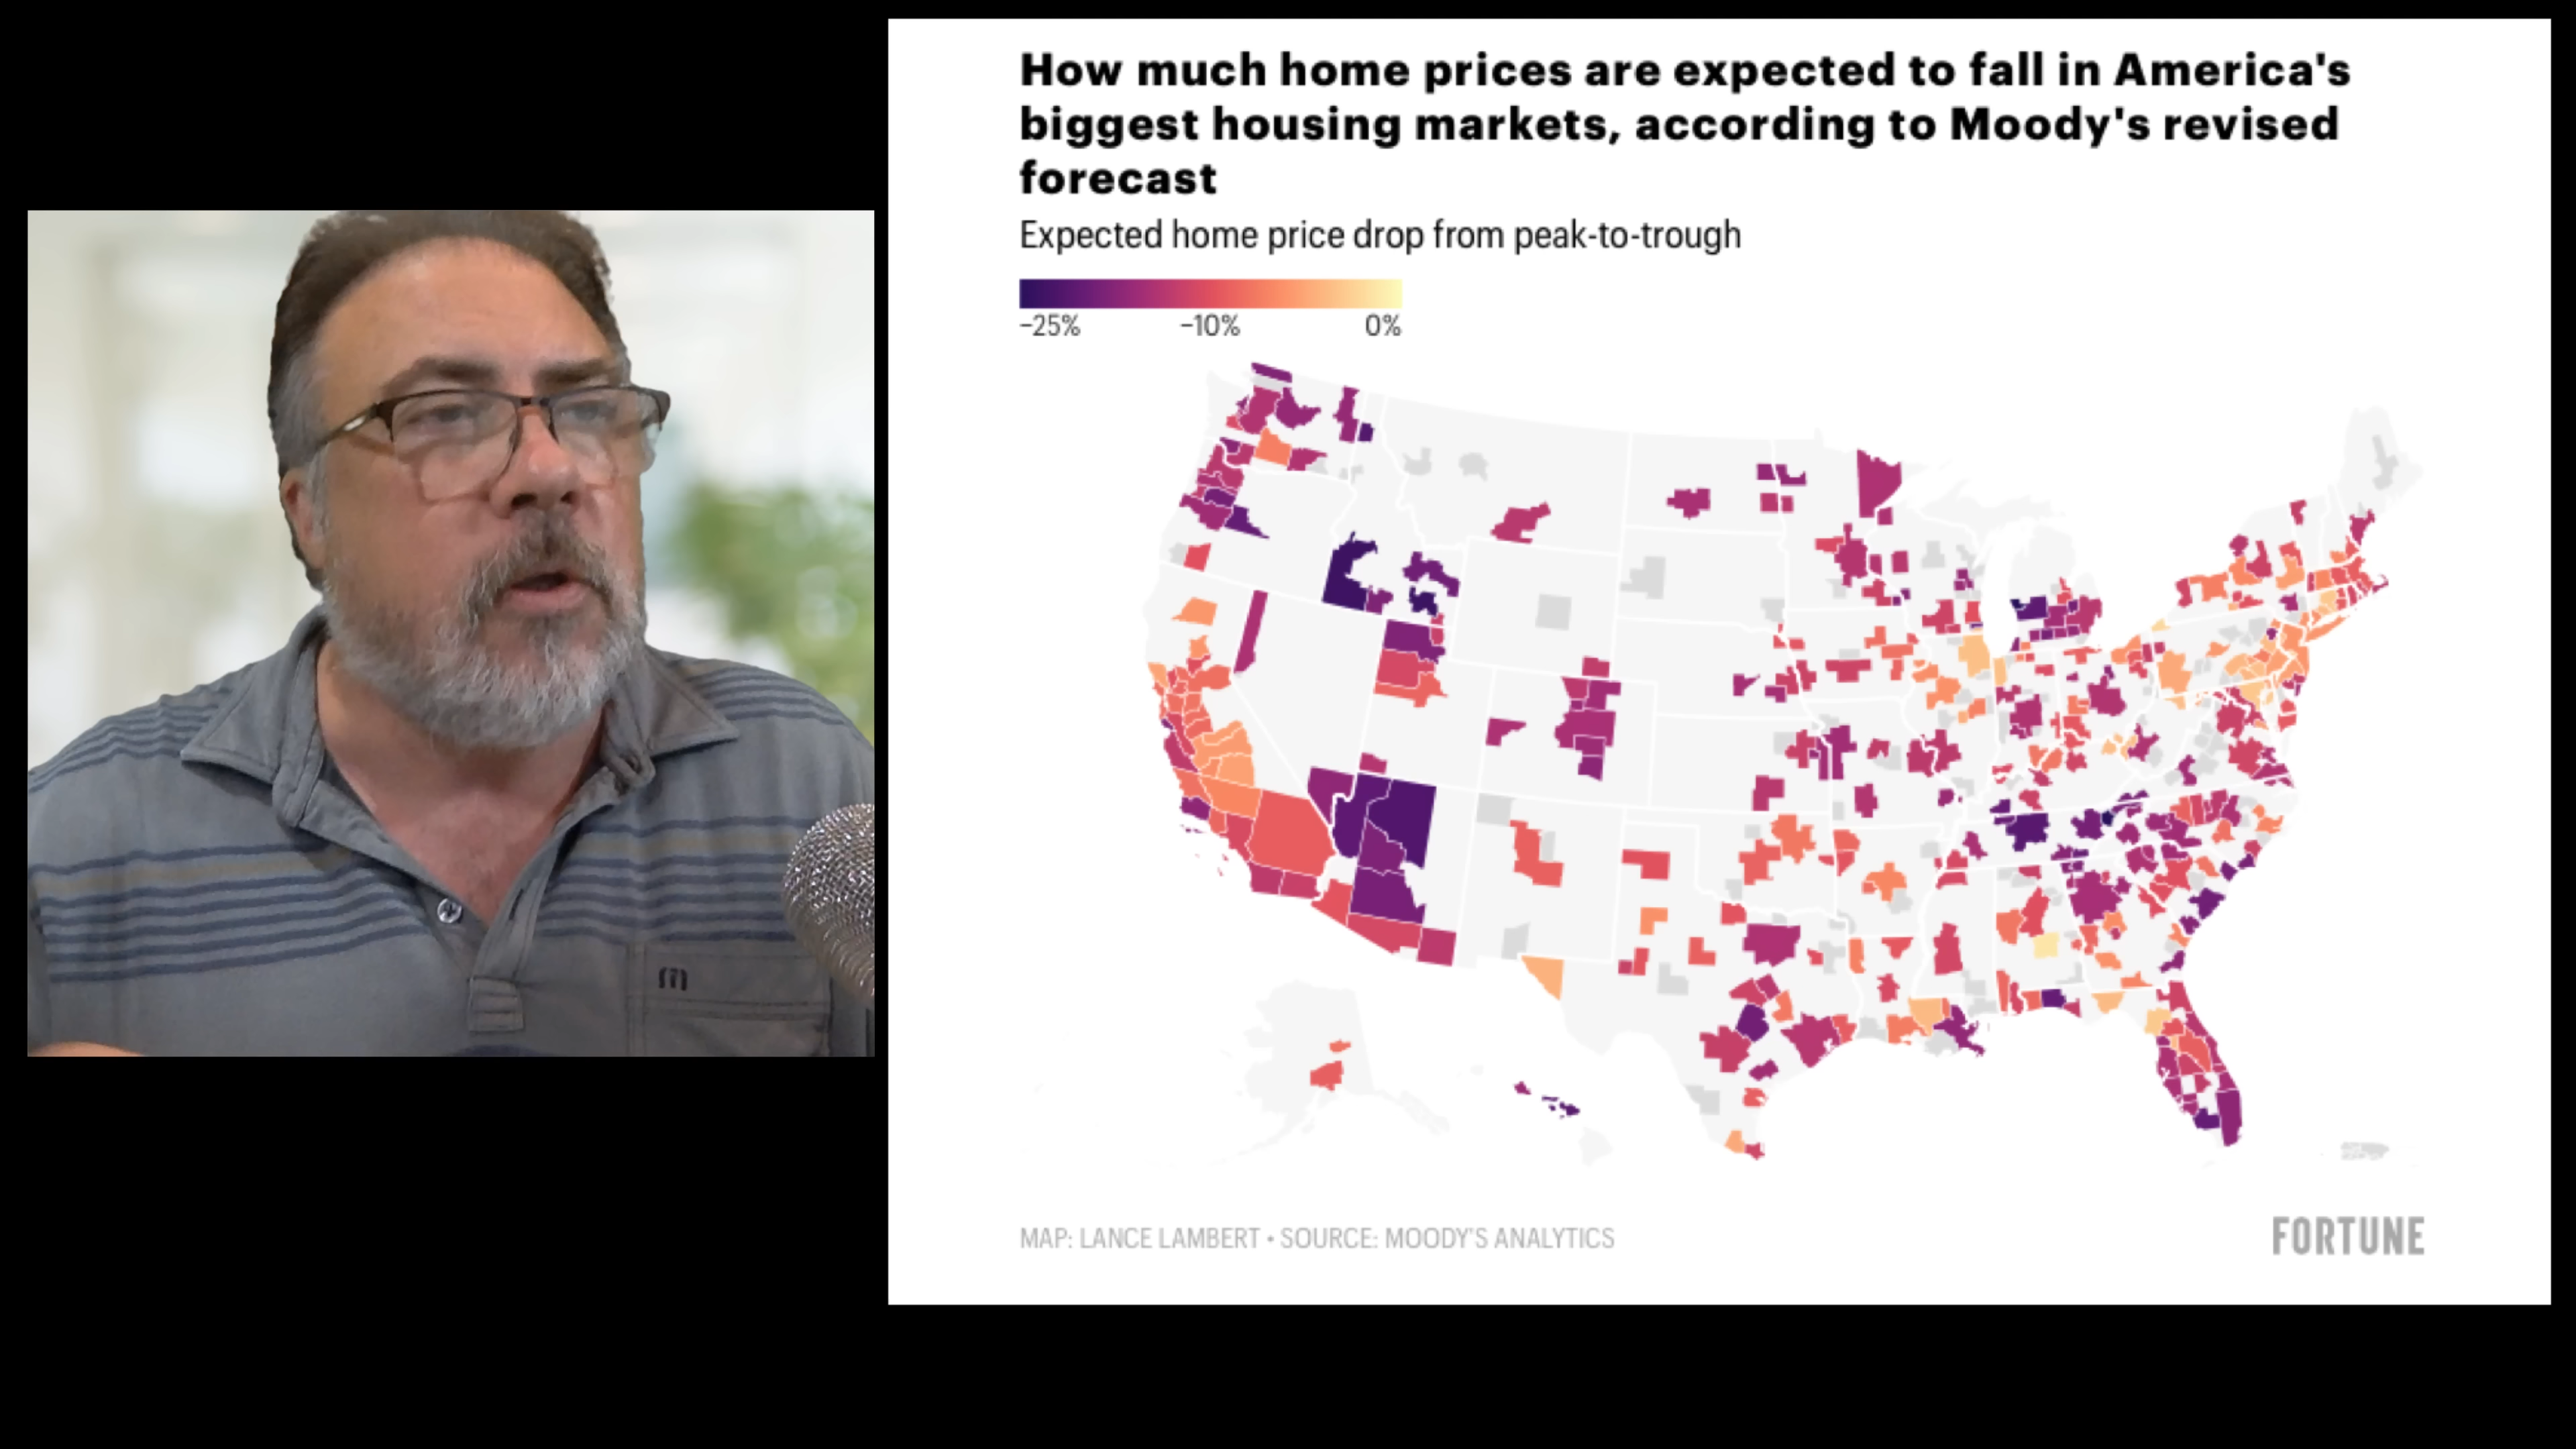 How much home prices are expected to fall in America's
biggest housing markets, according to Moody's revised
forecast
Expected home price drop from peak-to-trough
−25% −10% 0%
MAP: LANCE LAMBERT • SOURCE: MOODY'S ANALYTICS
FORTUNE